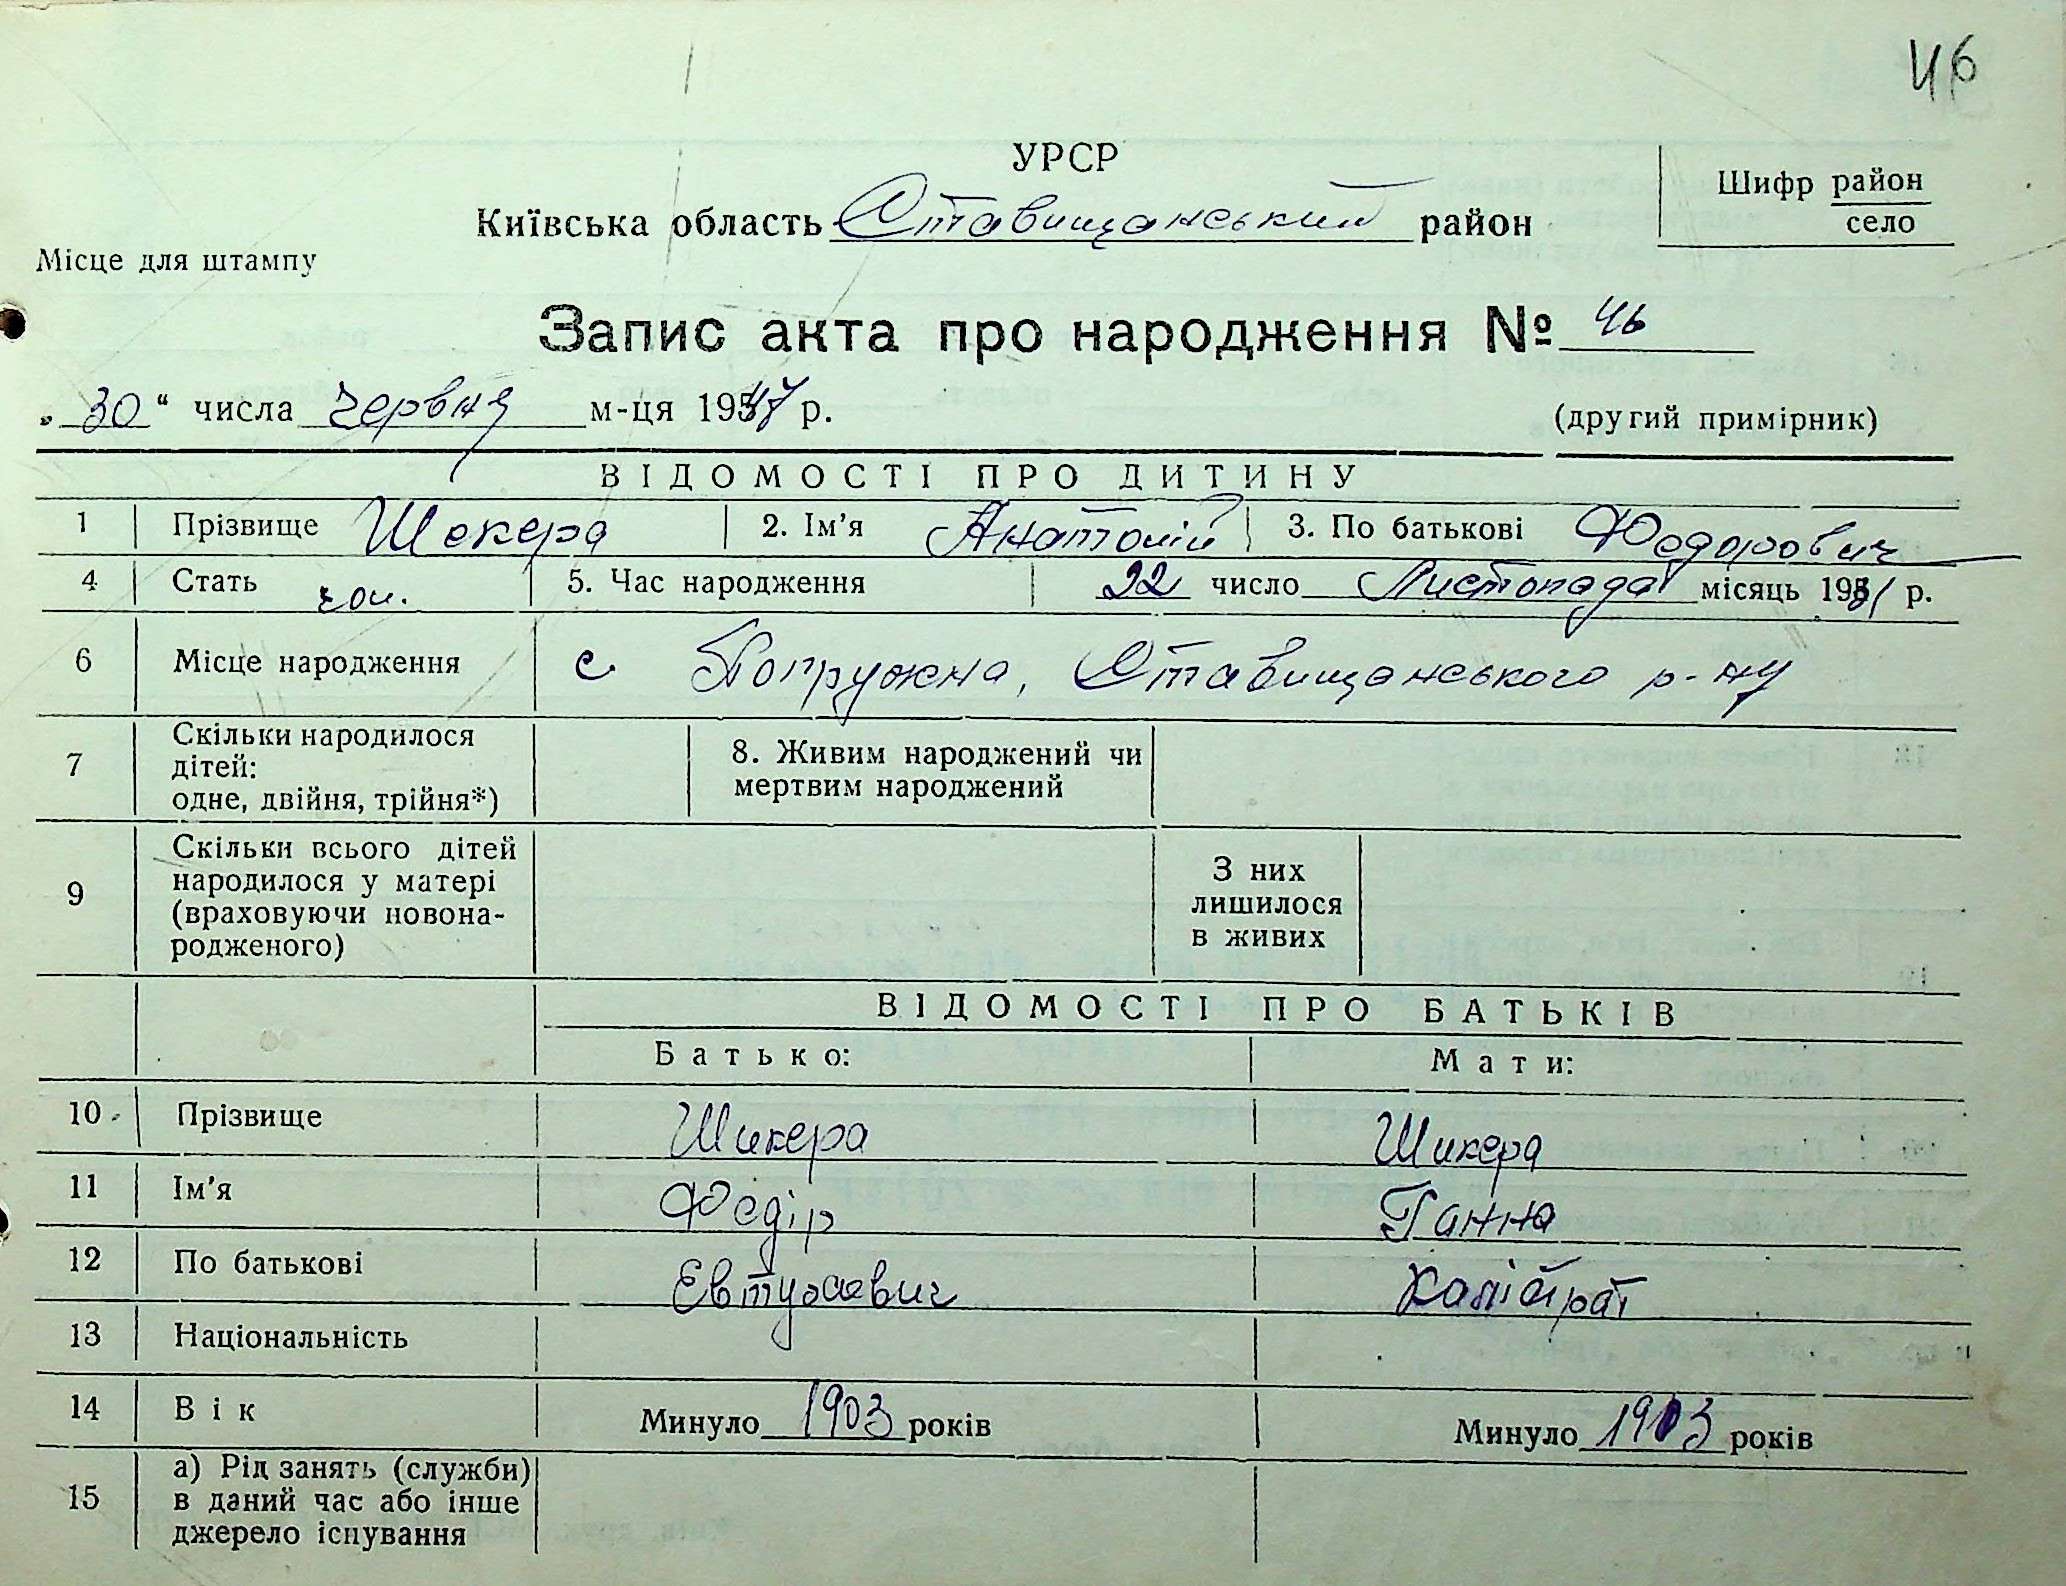 46
УРСР
Київська область Ставищанський район
Шифр район
село
Місце для штампу
Запис акта про народження № 46
„30“ числа червня м-ця 1947 р.
(другий примірник)
ВІДОМОСТІ ПРО ДИТИНУ
1 Прізвище Шекера 2. Ім’я Анатолій 3. По батькові Федорович
4 Стать чол. 5. Час народження 22 число Листопада місяць 19 р.
6 Місце народження с. Попружна, Ставищанського р-ну
7 Скільки народилося
дітей:
одне, двійня, трійня*)
8. Живим народжений чи
мертвим народжений
9 Скільки всього дітей
народилося у матері
(враховуючи новона-
родженого)
З них
лишилося
в живих
ВІДОМОСТІ ПРО БАТЬКІВ
Батько: Мати:
10 Прізвище Шикера Шикера
11 Ім’я Федір Ганна
12 По батькові
13 Національність
14 Вік Минуло 1903 років Минуло 1903 років
15 а) Рід занять (служби)
в даний час або інше
джерело існування